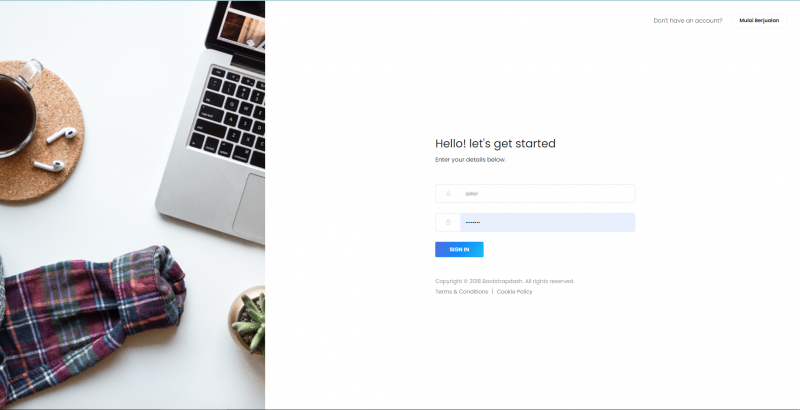 Don't have an account? Mulai Berjualan
Hello! let's get started
Enter your details below.
seller
••••••••
SIGN IN
Copyright © 2018 Bootstrapdash. All rights reserved.
Terms & Conditions | Cookie Policy